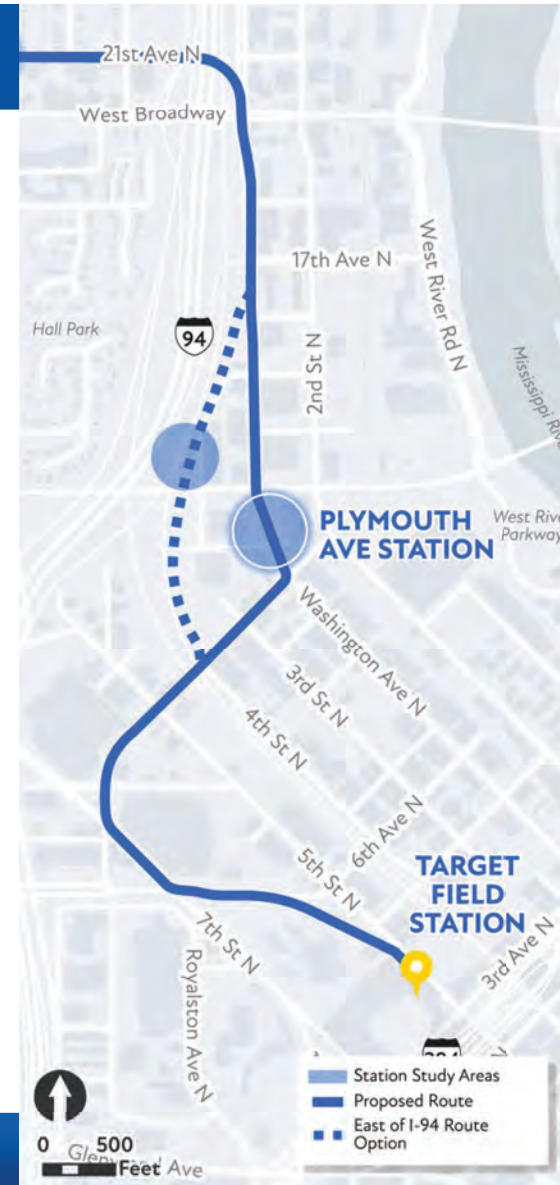 21st Ave N
West Broadway
17th Ave N
West River Rd N
Hall Park
94
2nd St N
Mississippi
PLYMOUTH
AVE STATION
West
Parkway
Washington Ave N
3rd St N
4th St N
6th Ave N
5th St N
TARGET
FIELD
STATION
3rd Ave N
7th St N
Royalston Ave N
N
Station Study Areas
Proposed Route
East of I-94 Route
Option
0 500
Feet
Ave